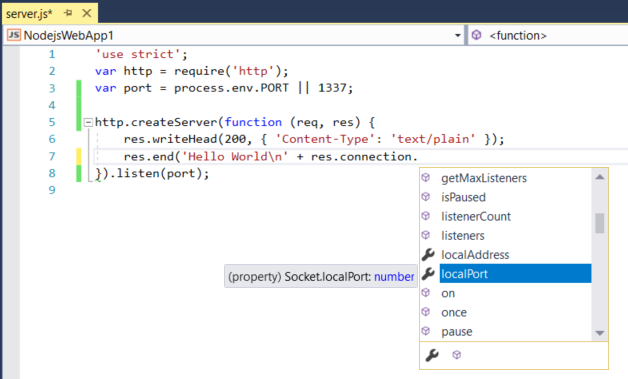 server.js*
JS NodejsWebApp1 <function>
1 'use strict';
2 var http = require('http');
3 var port = process.env.PORT || 1337;
4
5 http.createServer(function (req, res) {
6 res.writeHead(200, { 'Content-Type': 'text/plain' });
7 res.end('Hello World\n' + res.connection.
8 }).listen(port);
9
getMaxListeners
isPaused
listenerCount
listeners
localAddress
(property) Socket.localPort: number localPort
on
once
pause